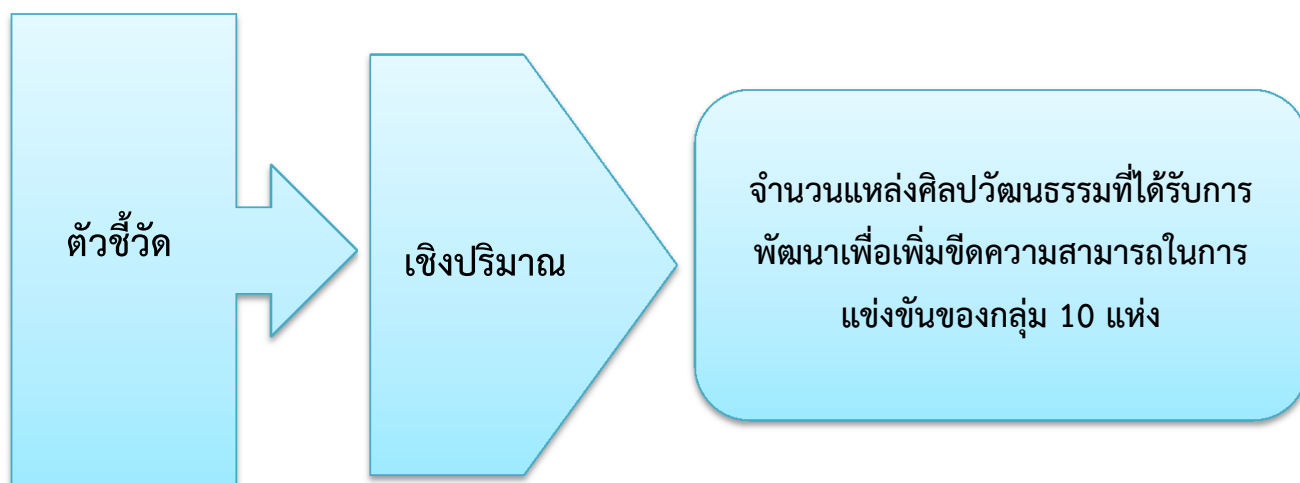 ตัวชี้วัด
เชิงปริมาณ
จำนวนแหล่งศิลปวัฒนธรรมที่ได้รับการ
พัฒนาเพื่อเพิ่มขีดความสามารถในการ
แข่งขันของกลุ่ม 10 แห่ง